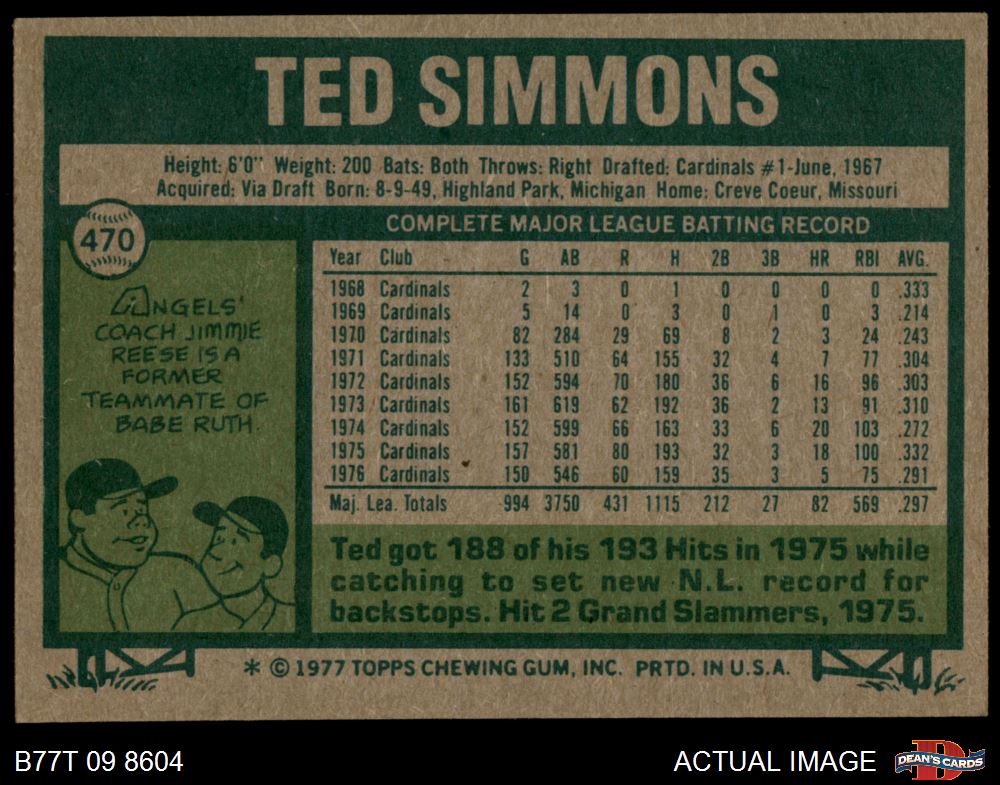 TED SIMMONS
Height: 6'0" Weight: 200 Bats: Both Throws: Right Drafted: Cardinals #1-June, 1967
Acquired: Via Draft Born: 8-9-49, Highland Park, Michigan Home: Creve Coeur, Missouri
470
COMPLETE MAJOR LEAGUE BATTING RECORD
Year Club G AB R H 2B 3B HR RBI AVG.
1968 Cardinals 2 3 0 1 0 0 0 0 .333
1969 Cardinals 5 14 0 3 0 1 0 3 .214
1970 Cardinals 82 284 29 69 8 2 3 24 .243
1971 Cardinals 133 510 64 155 32 4 7 77 .304
1972 Cardinals 152 594 70 180 36 6 16 96 .303
1973 Cardinals 161 619 62 192 36 2 13 91 .310
1974 Cardinals 152 599 66 163 33 6 20 103 .272
1975 Cardinals 157 581 80 193 32 3 18 100 .332
1976 Cardinals 150 546 60 159 35 3 5 75 .291
Maj. Lea. Totals 994 3750 431 1115 212 27 82 569 .297
ANGELS'
COACH JIMMIE
REESE IS A
FORMER
TEAMMATE OF
BABE RUTH.
Ted got 188 of his 193 Hits in 1975 while
catching to set new N.L. record for
backstops. Hit 2 Grand Slammers, 1975.
* © 1977 TOPPS CHEWING GUM, INC. PRTD. IN U.S.A.
B77T 09 8604
ACTUAL IMAGE
D
DEAN'S CARDS